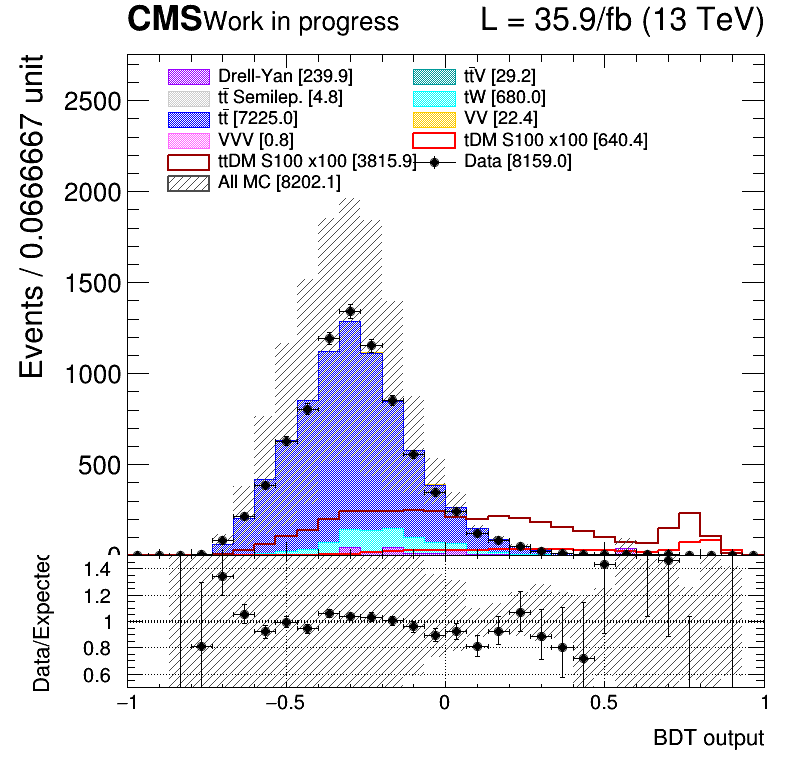 CMS Work in progress L = 35.9/fb (13 TeV)
Events / 0.0666667 unit
2500
2000
1500
1000
500
0
Drell-Yan [239.9] tt̄V [29.2]
tt̄ Semilep. [4.8] tW [680.0]
tt̄ [7225.0] VV [22.4]
VVV [0.8] tDM S100 x100 [640.4]
ttDM S100 x100 [3815.9] Data [8159.0]
All MC [8202.1]
Data/Expected
1.4
1.2
1
0.8
0.6
−1 −0.5 0 0.5 1
BDT output